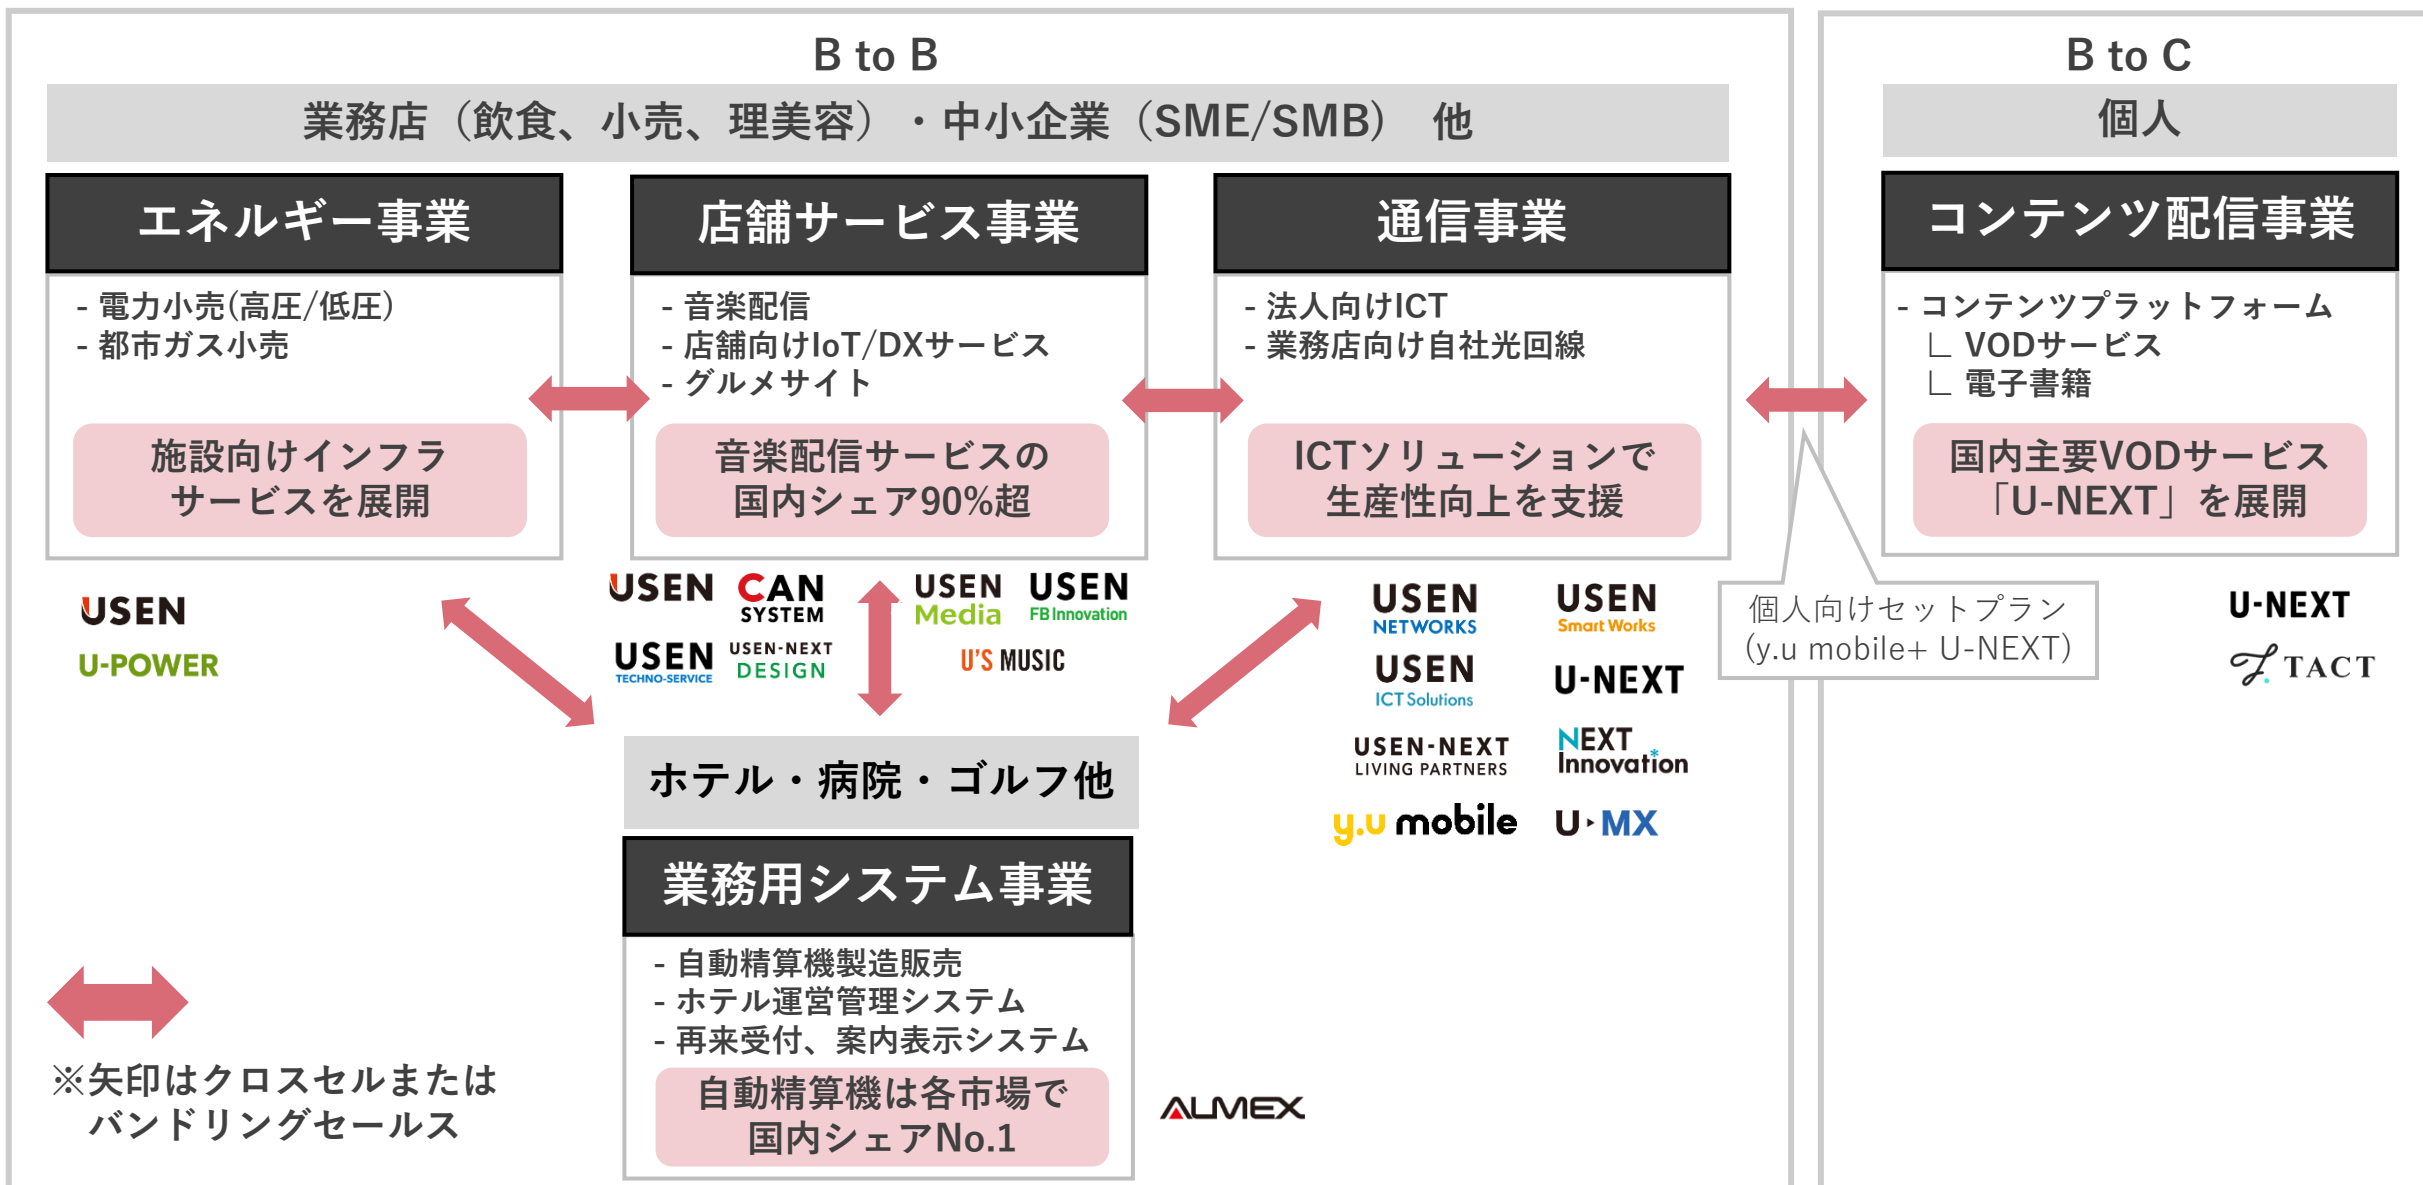 B to B
業務店（飲食、小売、理美容）・中小企業（SME/SMB） 他
エネルギー事業
- 電力小売(高圧/低圧)
- 都市ガス小売
施設向けインフラ
サービスを展開
USEN
U-POWER
店舗サービス事業
- 音楽配信
- 店舗向けIoT/DXサービス
- グルメサイト
音楽配信サービスの
国内シェア90%超
USEN
CAN
SYSTEM
USEN
Media
USEN
FB Innovation
USEN
TECHNO-SERVICE
USEN-NEXT
DESIGN
U'S MUSIC
通信事業
- 法人向けICT
- 業務店向け自社光回線
ICTソリューションで
生産性向上を支援
USEN
NETWORKS
USEN
Smart Works
USEN
ICT Solutions
U-NEXT
USEN-NEXT
LIVING PARTNERS
NEXT
Innovation
y.u mobile
U MX
ホテル・病院・ゴルフ他
業務用システム事業
- 自動精算機製造販売
- ホテル運営管理システム
- 再来受付、案内表示システム
自動精算機は各市場で
国内シェアNo.1
ALMEX
※矢印はクロスセルまたは
バンドリングセールス
個人向けセットプラン
(y.u mobile+ U-NEXT)
B to C
個人
コンテンツ配信事業
- コンテンツプラットフォーム
∟ VODサービス
∟ 電子書籍
国内主要VODサービス
「U-NEXT」を展開
U-NEXT
TACT